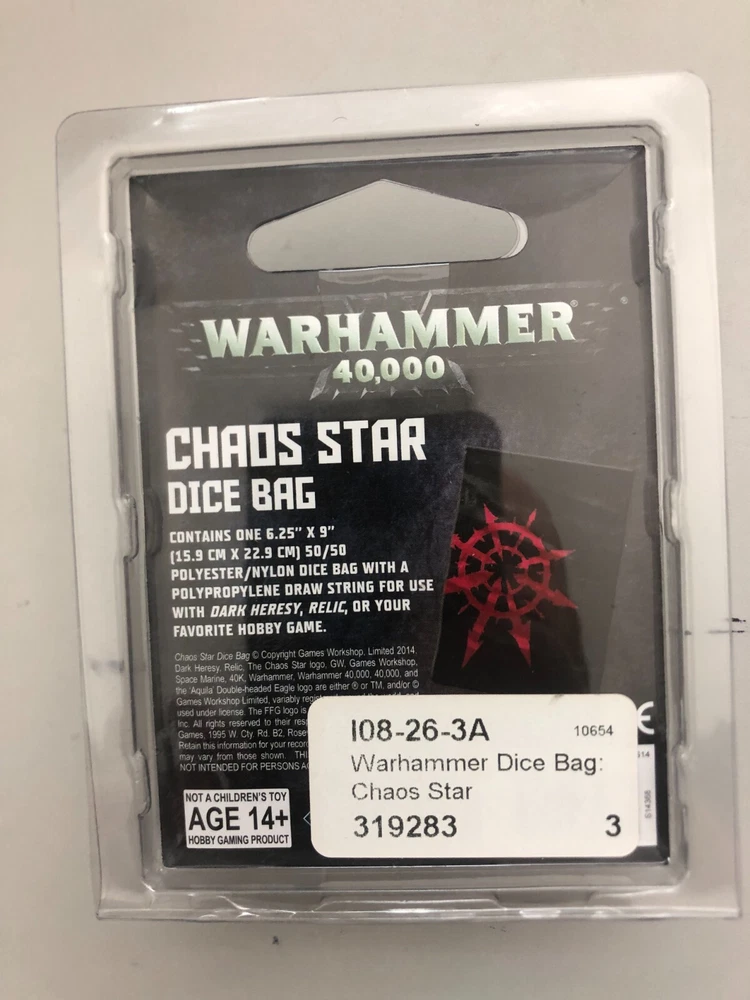 WARHAMMER®
40,000
CHAOS STAR
DICE BAG
CONTAINS ONE 6.25" X 9"
(15.9 CM X 22.9 CM) 50/50
POLYESTER/NYLON DICE BAG WITH A
POLYPROPYLENE DRAW STRING FOR USE
WITH DARK HERESY, RELIC, OR YOUR
FAVORITE HOBBY GAME.
Chaos Star Dice Bag © Copyright Games Workshop, Limited 2014.
Dark Heresy, Relic, The Chaos Star logo, GW, Games Workshop,
Space Marine, 40K, Warhammer, Warhammer 40,000, 40,000, and
the 'Aquila' Double-headed Eagle logo are either ® or TM, and/or ©
Games Workshop Limited, variably
used under license. The FFG logo is
Inc. All rights reserved to their
Games, 1995 W. Cty. Rd. B2,
Retain this information for your
may vary from those shown.
NOT INTENDED FOR PERSONS
NOT A CHILDREN'S TOY
AGE 14+
HOBBY GAMING PRODUCT
CE
I08-26-3A 10654
Warhammer Dice Bag:
Chaos Star
319283 3